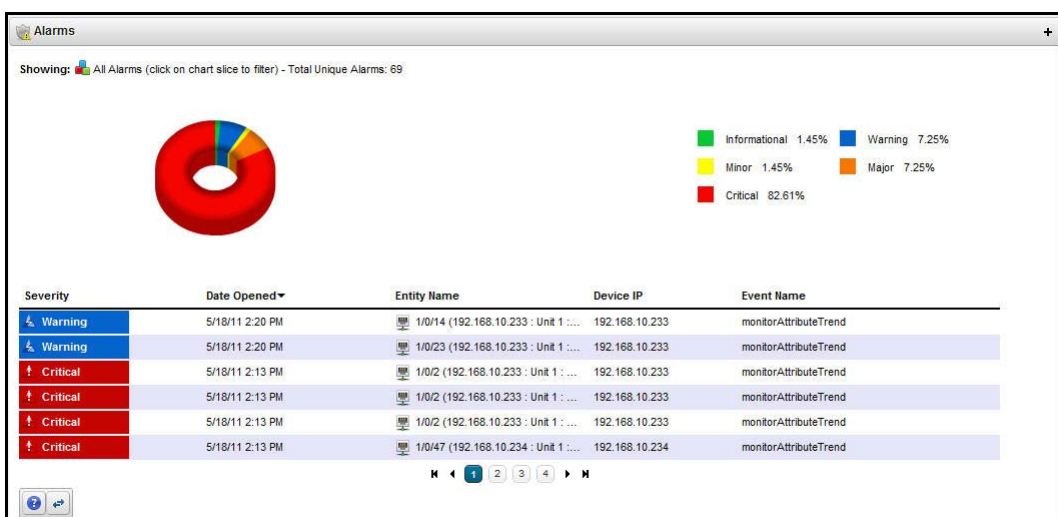 Alarms +
Showing: All Alarms (click on chart slice to filter) - Total Unique Alarms: 69
Informational 1.45% Warning 7.25%
Minor 1.45% Major 7.25%
Critical 82.61%
Severity Date Opened Entity Name Device IP Event Name
Warning 5/18/11 2:20 PM 1/0/14 (192.168.10.233 : Unit 1 :... 192.168.10.233 monitorAttributeTrend
Warning 5/18/11 2:20 PM 1/0/23 (192.168.10.233 : Unit 1 :... 192.168.10.233 monitorAttributeTrend
Critical 5/18/11 2:13 PM 1/0/2 (192.168.10.233 : Unit 1 : ... 192.168.10.233 monitorAttributeTrend
Critical 5/18/11 2:13 PM 1/0/2 (192.168.10.233 : Unit 1 : ... 192.168.10.233 monitorAttributeTrend
Critical 5/18/11 2:13 PM 1/0/2 (192.168.10.233 : Unit 1 : ... 192.168.10.233 monitorAttributeTrend
Critical 5/18/11 2:13 PM 1/0/47 (192.168.10.234 : Unit 1 :... 192.168.10.234 monitorAttributeTrend
1 2 3 4
?